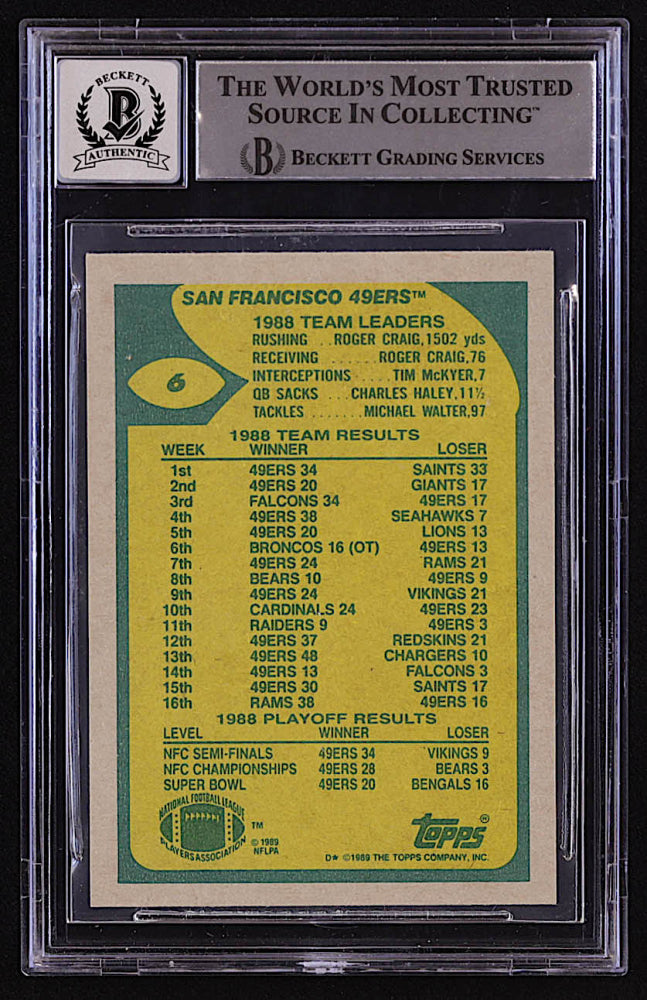 BECKETT
B
AUTHENTIC
THE WORLD'S MOST TRUSTED
SOURCE IN COLLECTING™
B BECKETT GRADING SERVICES
SAN FRANCISCO 49ERS™
1988 TEAM LEADERS
RUSHING ..ROGER CRAIG,1502 yds
RECEIVING ......ROGER CRAIG,76
6
INTERCEPTIONS .....TIM McKYER,7
QB SACKS ...CHARLES HALEY,11½
TACKLES .......MICHAEL WALTER,97
1988 TEAM RESULTS
WEEK WINNER LOSER
1st 49ERS 34 SAINTS 33
2nd 49ERS 20 GIANTS 17
3rd FALCONS 34 49ERS 17
4th 49ERS 38 SEAHAWKS 7
5th 49ERS 20 LIONS 13
6th BRONCOS 16 (OT) 49ERS 13
7th 49ERS 24 RAMS 21
8th BEARS 10 49ERS 9
9th 49ERS 24 VIKINGS 21
10th CARDINALS 24 49ERS 23
11th RAIDERS 9 49ERS 3
12th 49ERS 37 REDSKINS 21
13th 49ERS 48 CHARGERS 10
14th 49ERS 13 FALCONS 3
15th 49ERS 30 SAINTS 17
16th RAMS 38 49ERS 16
1988 PLAYOFF RESULTS
LEVEL WINNER LOSER
NFC SEMI-FINALS 49ERS 34 VIKINGS 9
NFC CHAMPIONSHIPS 49ERS 28 BEARS 3
SUPER BOWL 49ERS 20 BENGALS 16
NATIONAL FOOTBALL LEAGUE
PLAYERS ASSOCIATION
™
© 1989
NFLPA
topps®
D★ ©1989 THE TOPPS COMPANY, INC.